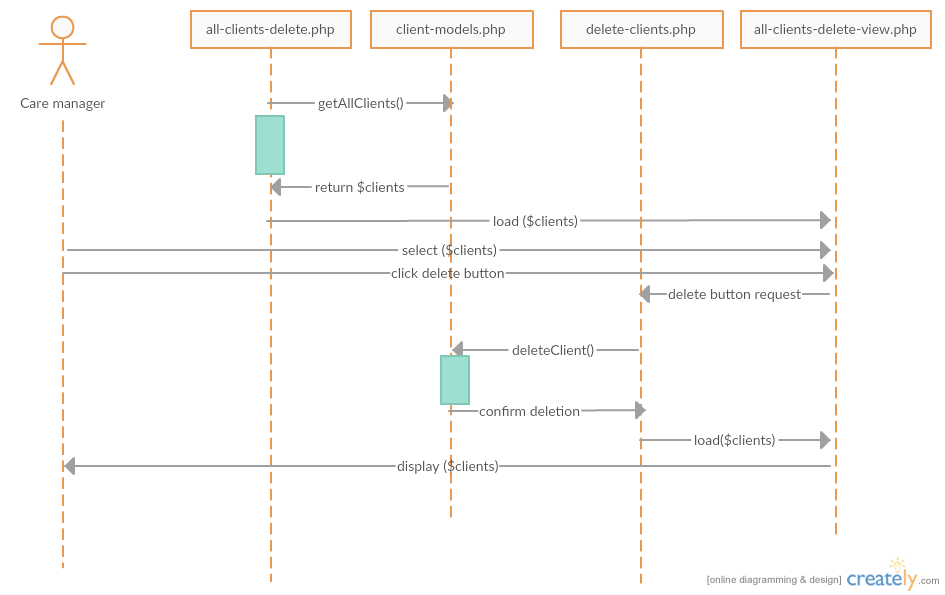 all-clients-delete.php
client-models.php
delete-clients.php
all-clients-delete-view.php
Care manager
getAllClients()
return $clients
load ($clients)
select ($clients)
click delete button
delete button request
deleteClient()
confirm deletion
load($clients)
display ($clients)
[online diagramming & design] creately.com